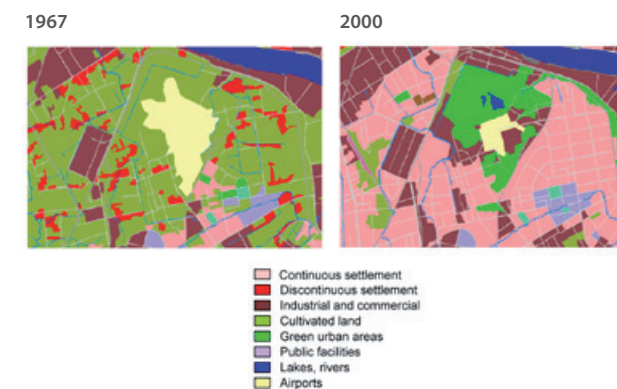 1967
2000
Continuous settlement
Discontinuous settlement
Industrial and commercial
Cultivated land
Green urban areas
Public facilities
Lakes, rivers
Airports